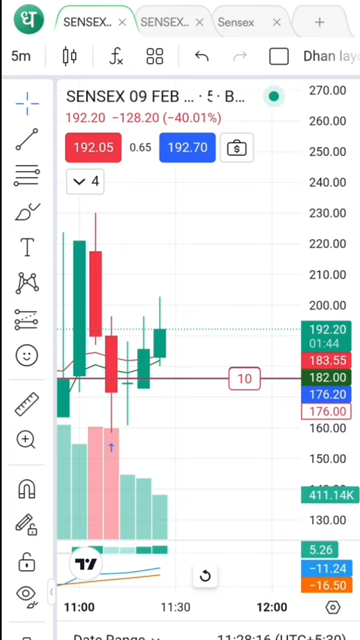 ध
SENSEX..
SENSEX..
Sensex
5m
Dhan lay
SENSEX 09 FEB ... · 5 · B...
192.20 −128.20 (−40.01%)
192.05
0.65
192.70
4
270.00
260.00
250.00
240.00
230.00
220.00
210.00
200.00
192.20
01:44
183.55
182.00
176.20
176.00
160.00
150.00
130.00
10
411.14K
5.26
−11.24
−16.50
11:00
11:30
12:00
Date Range
11:28:16 (UTC+5:30)